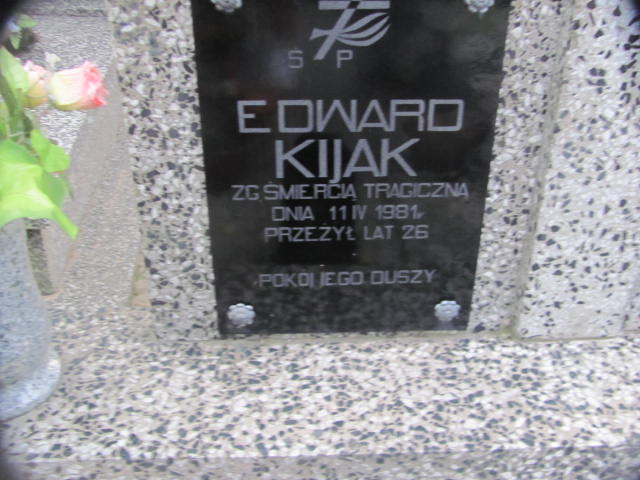 Ś P
EDWARD
KIJAK
ZG. ŚMIERCIĄ TRAGICZNĄ
DNIA 11 IV 1981r
PRZEŻYŁ LAT 26
POKÓJ JEGO DUSZY